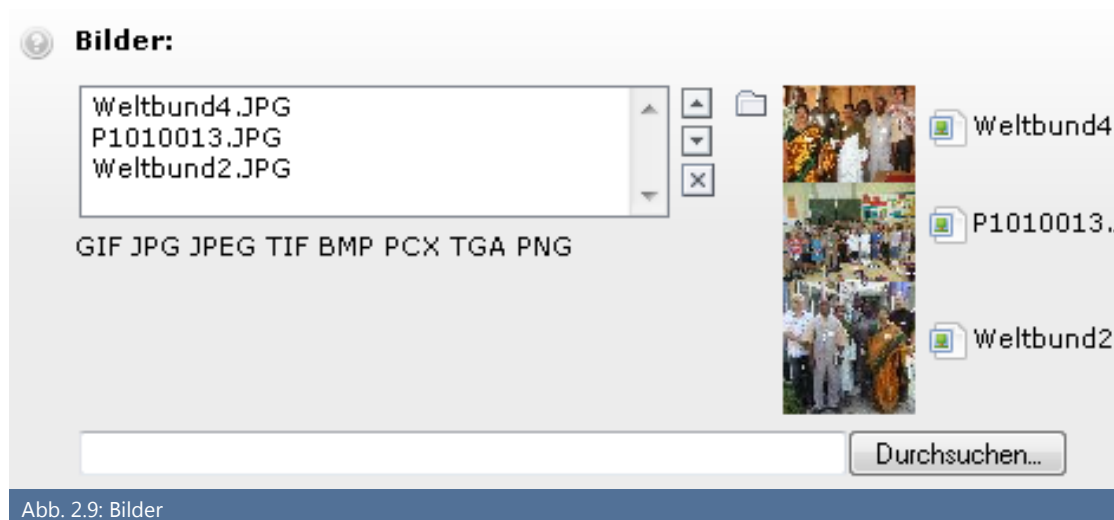 Bilder:
Weltbund4.JPG
P1010013.JPG
Weltbund2.JPG
GIF JPG JPEG TIF BMP PCX TGA PNG
Weltbund4
P1010013.
Weltbund2
Durchsuchen...
Abb. 2.9: Bilder